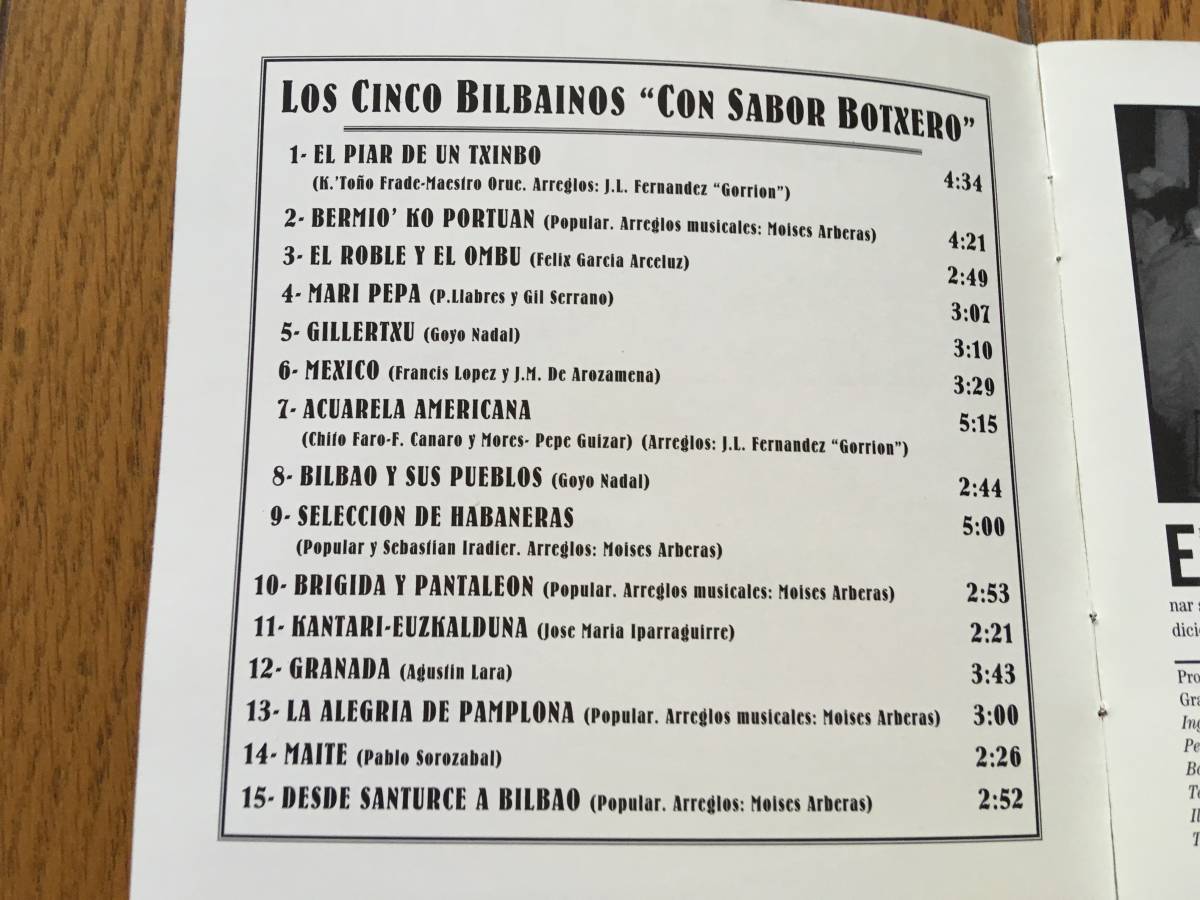 LOS CINCO BILBAINOS “CON SABOR BOTXERO”
1- EL PIAR DE UN TXINBO
(K.'Toño Frade-Maestro Oruc. Arreglos: J.L. Fernandez “Gorrion”) 4:34
2- BERMIO' KO PORTUAN (Popular. Arreglos musicales: Moises Arberas) 4:21
3- EL ROBLE Y EL OMBU (Felix Garcia Arceluz) 2:49
4- MARI PEPA (P.Llabres y Gil Serrano) 3:07
5- GILLERTXU (Goyo Nadal) 3:10
6- MEXICO (Francis Lopez y J.M. De Arozamena) 3:29
7- ACUARELA AMERICANA 5:15
(Chito Faro-F. Canaro y Mores- Pepe Guizar) (Arreglos: J.L. Fernandez “Gorrion”)
8- BILBAO Y SUS PUEBLOS (Goyo Nadal) 2:44
9- SELECCION DE HABANERAS 5:00
(Popular y Sebastian Iradier. Arreglos: Moises Arberas)
10- BRIGIDA Y PANTALEON (Popular. Arreglos musicales: Moises Arberas) 2:53
11- KANTARI-EUZKALDUNA (Jose Maria Iparraguirre) 2:21
12- GRANADA (Agustin Lara) 3:43
13- LA ALEGRIA DE PAMPLONA (Popular. Arreglos musicales: Moises Arberas) 3:00
14- MAITE (Pablo Sorozabal) 2:26
15- DESDE SANTURCE A BILBAO (Popular. Arreglos: Moises Arberas) 2:52
nar
dici
Pro
Gra
Ing
Pe
Il